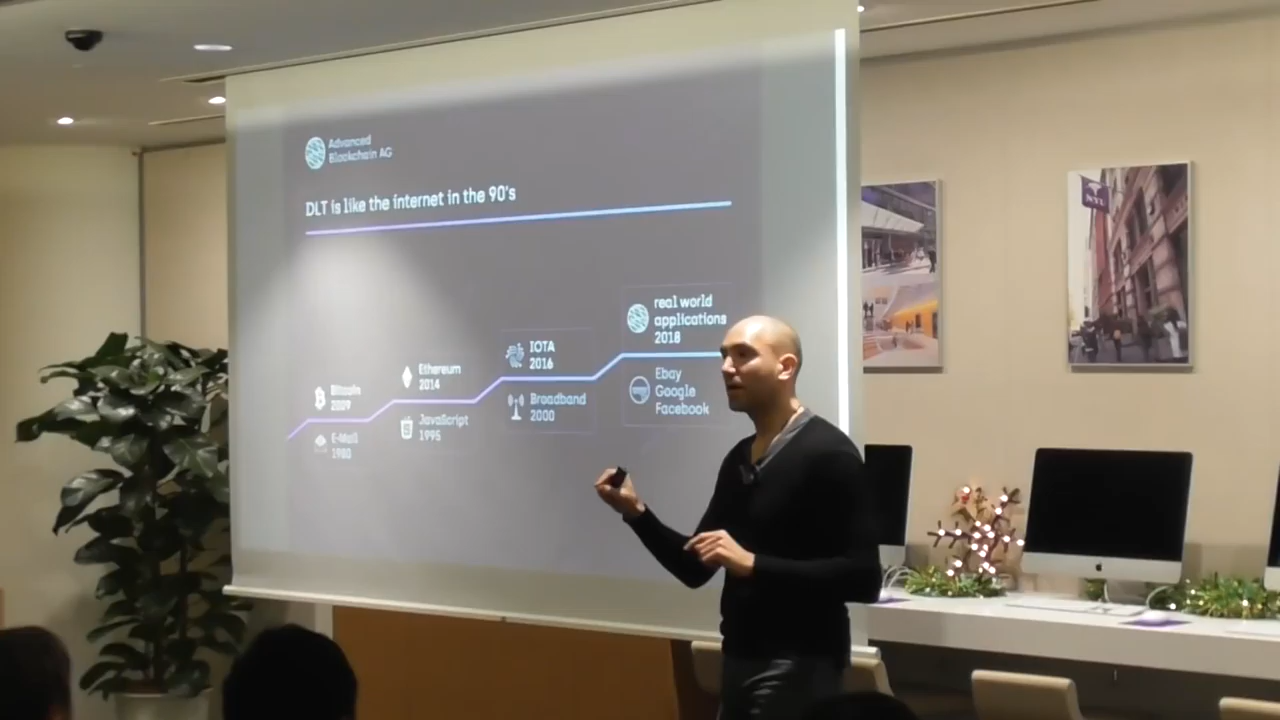 Advanced
Blockchain AG
DLT is like the internet in the 90's
Bitcoin
2009
E-Mail
1980
Ethereum
2014
JavaScript
1995
IOTA
2016
Broadband
2000
real world
applications
2018
Ebay
Google
Facebook
NYU